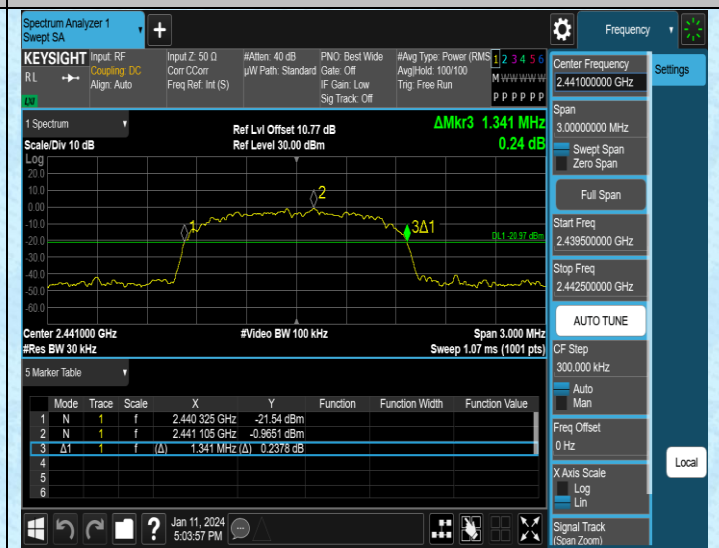 Spectrum Analyzer 1
Swept SA
+
Frequency
KEYSIGHT
RL
LNI
Input: RF
Coupling: DC
Align: Auto
Input Z: 50 Ω
Corr CCorr
Freq Ref: Int (S)
#Atten: 40 dB
µW Path: Standard
PNO: Best Wide
Gate: Off
IF Gain: Low
Sig Track: Off
#Avg Type: Power (RMS
Avg|Hold: 100/100
Trig: Free Run
1 2 3 4 5 6
M W W W W W
P P P P P P
1 Spectrum
Scale/Div 10 dB
Ref Lvl Offset 10.77 dB
Ref Level 30.00 dBm
ΔMkr3 1.341 MHz
0.24 dB
Log
20.0
10.0
0.00
-10.0
-20.0
-30.0
-40.0
-50.0
-60.0
1
2
3Δ1
DL1 -20.97 dBm
Center 2.441000 GHz
#Res BW 30 kHz
#Video BW 100 kHz
Span 3.000 MHz
Sweep 1.07 ms (1001 pts)
5 Marker Table
Mode Trace Scale X Y Function Function Width Function Value
1 N 1 f 2.440 325 GHz -21.54 dBm
2 N 1 f 2.441 105 GHz -0.9651 dBm
3 Δ1 1 f (Δ) 1.341 MHz (Δ) 0.2378 dB
4
5
6
Jan 11, 2024
5:03:57 PM
?
Center Frequency
2.441000000 GHz
Span
3.00000000 MHz
Swept Span
Zero Span
Full Span
Start Freq
2.439500000 GHz
Stop Freq
2.442500000 GHz
AUTO TUNE
CF Step
300.000 kHz
Auto
Man
Freq Offset
0 Hz
X Axis Scale
Log
Lin
Signal Track
(Span Zoom)
Settings
Local